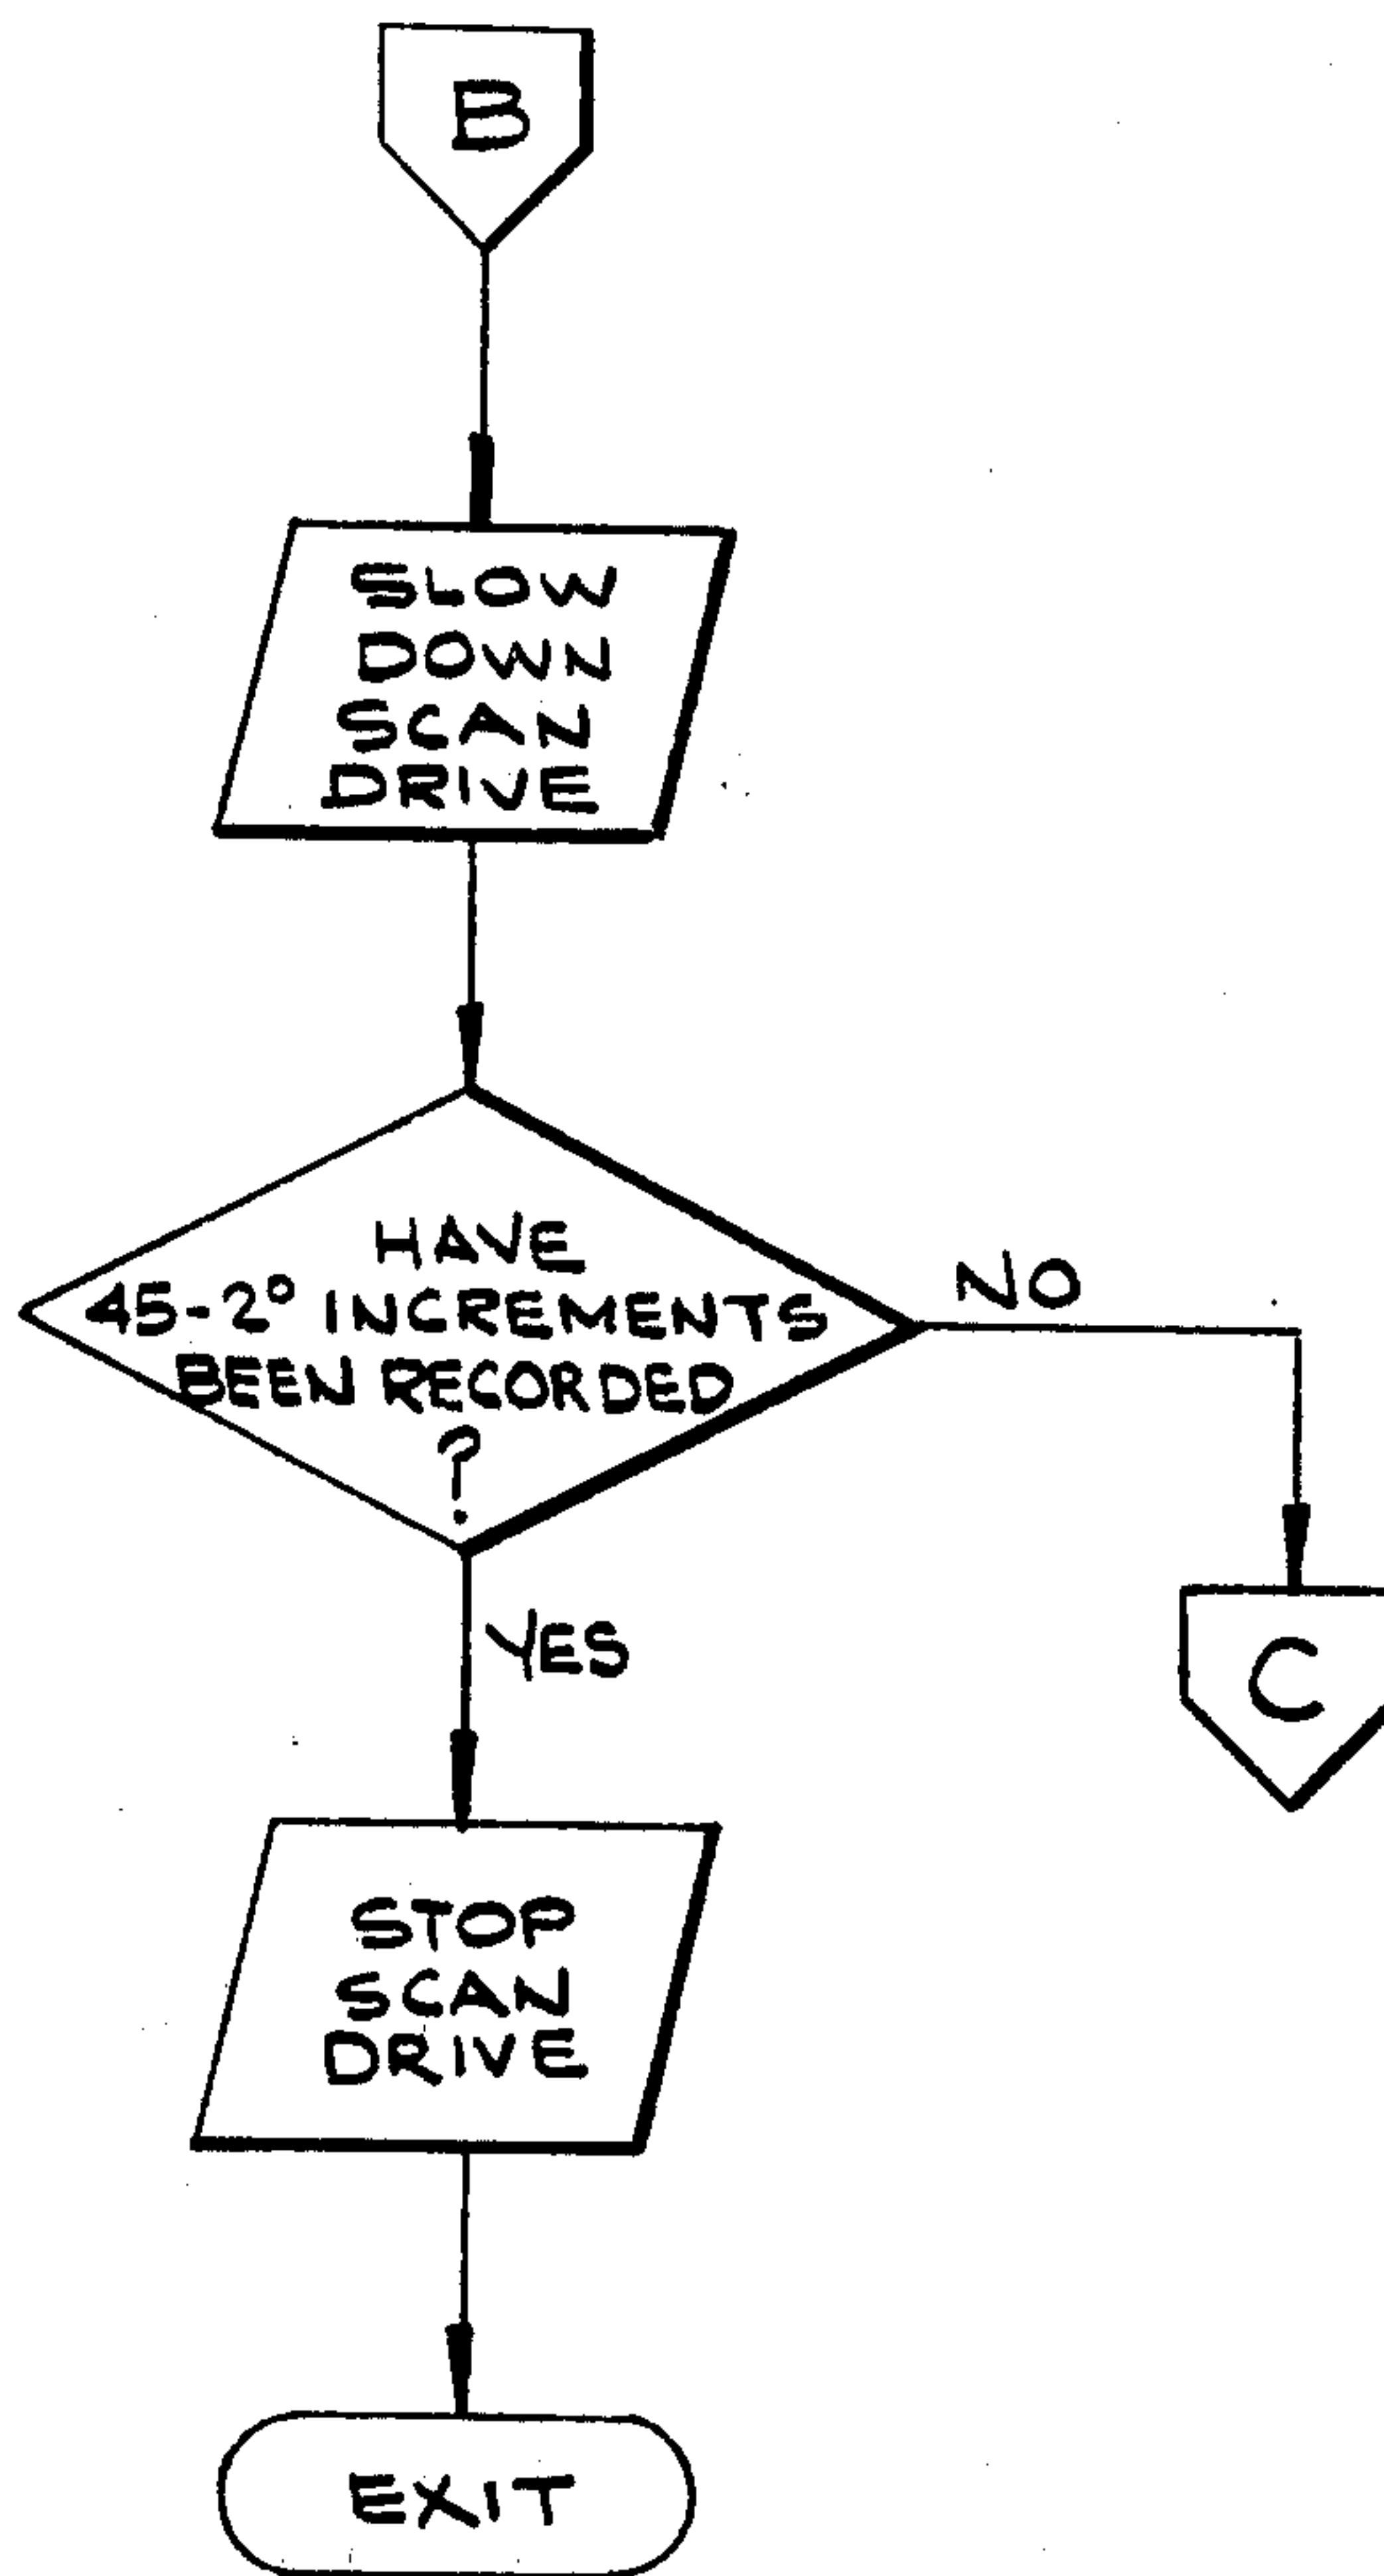 B
SLOW
DOWN
SCAN
DRIVE
HAVE
45-2° INCREMENTS
BEEN RECORDED
?
NO
YES
C
STOP
SCAN
DRIVE
EXIT